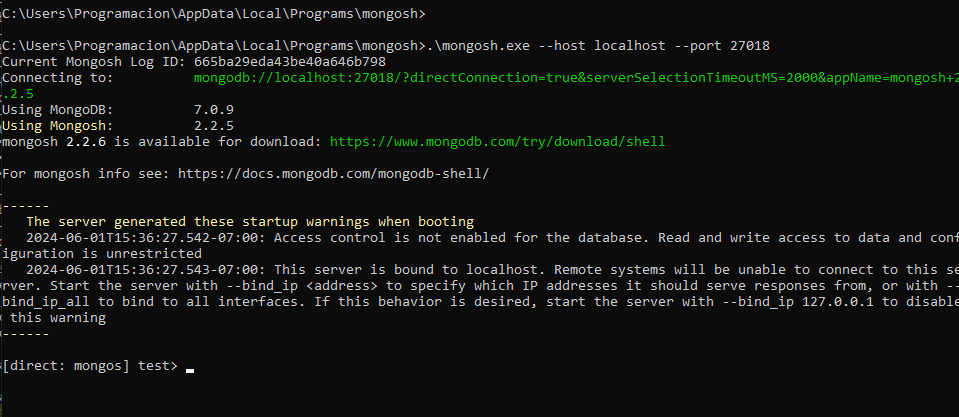 C:\Users\Programacion\AppData\Local\Programs\mongosh>
C:\Users\Programacion\AppData\Local\Programs\mongosh>.\mongosh.exe --host localhost --port 27018
Current Mongosh Log ID: 665ba29eda43be40a646b798
Connecting to:          mongodb://localhost:27018/?directConnection=true&serverSelectionTimeoutMS=2000&appName=mongosh+2
.2.5
Using MongoDB:          7.0.9
Using Mongosh:          2.2.5
mongosh 2.2.6 is available for download: https://www.mongodb.com/try/download/shell
For mongosh info see: https://docs.mongodb.com/mongodb-shell/
------
The server generated these startup warnings when booting
2024-06-01T15:36:27.542-07:00: Access control is not enabled for the database. Read and write access to data and conf
iguration is unrestricted
2024-06-01T15:36:27.543-07:00: This server is bound to localhost. Remote systems will be unable to connect to this se
rver. Start the server with --bind_ip <address> to specify which IP addresses it should serve responses from, or with --
bind_ip_all to bind to all interfaces. If this behavior is desired, start the server with --bind_ip 127.0.0.1 to disable
this warning
------
[direct: mongos] test>